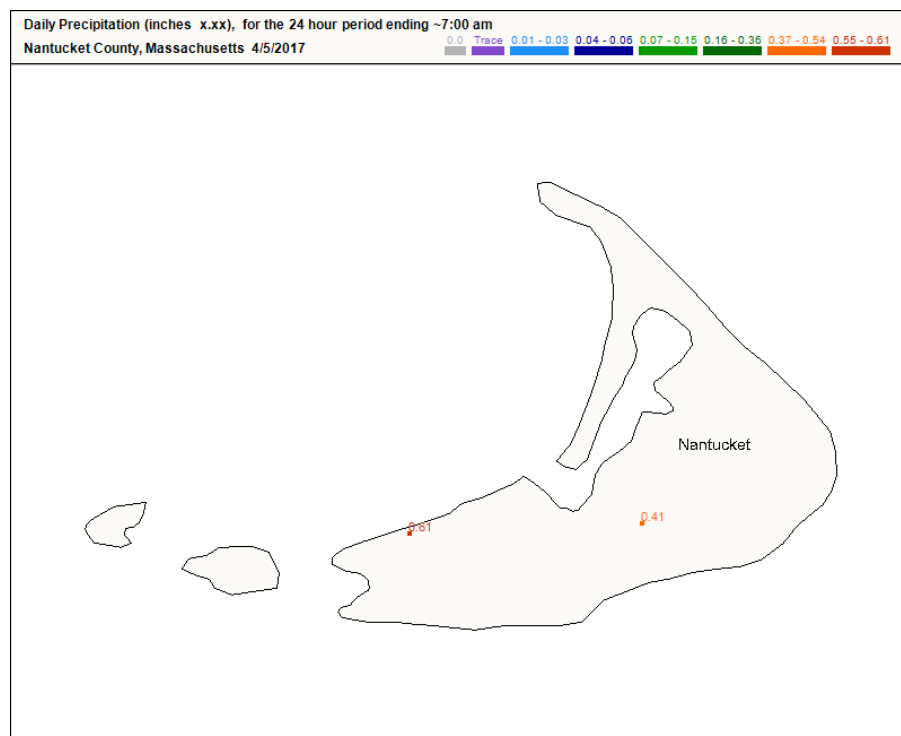 Daily Precipitation (inches  x.xx),  for the 24 hour period ending ~7:00 am
Nantucket County, Massachusetts  4/5/2017
0.0 Trace 0.01 - 0.03 0.04 - 0.06 0.07 - 0.15 0.16 - 0.36 0.37 - 0.54 0.55 - 0.61
Nantucket
0.41
0.61